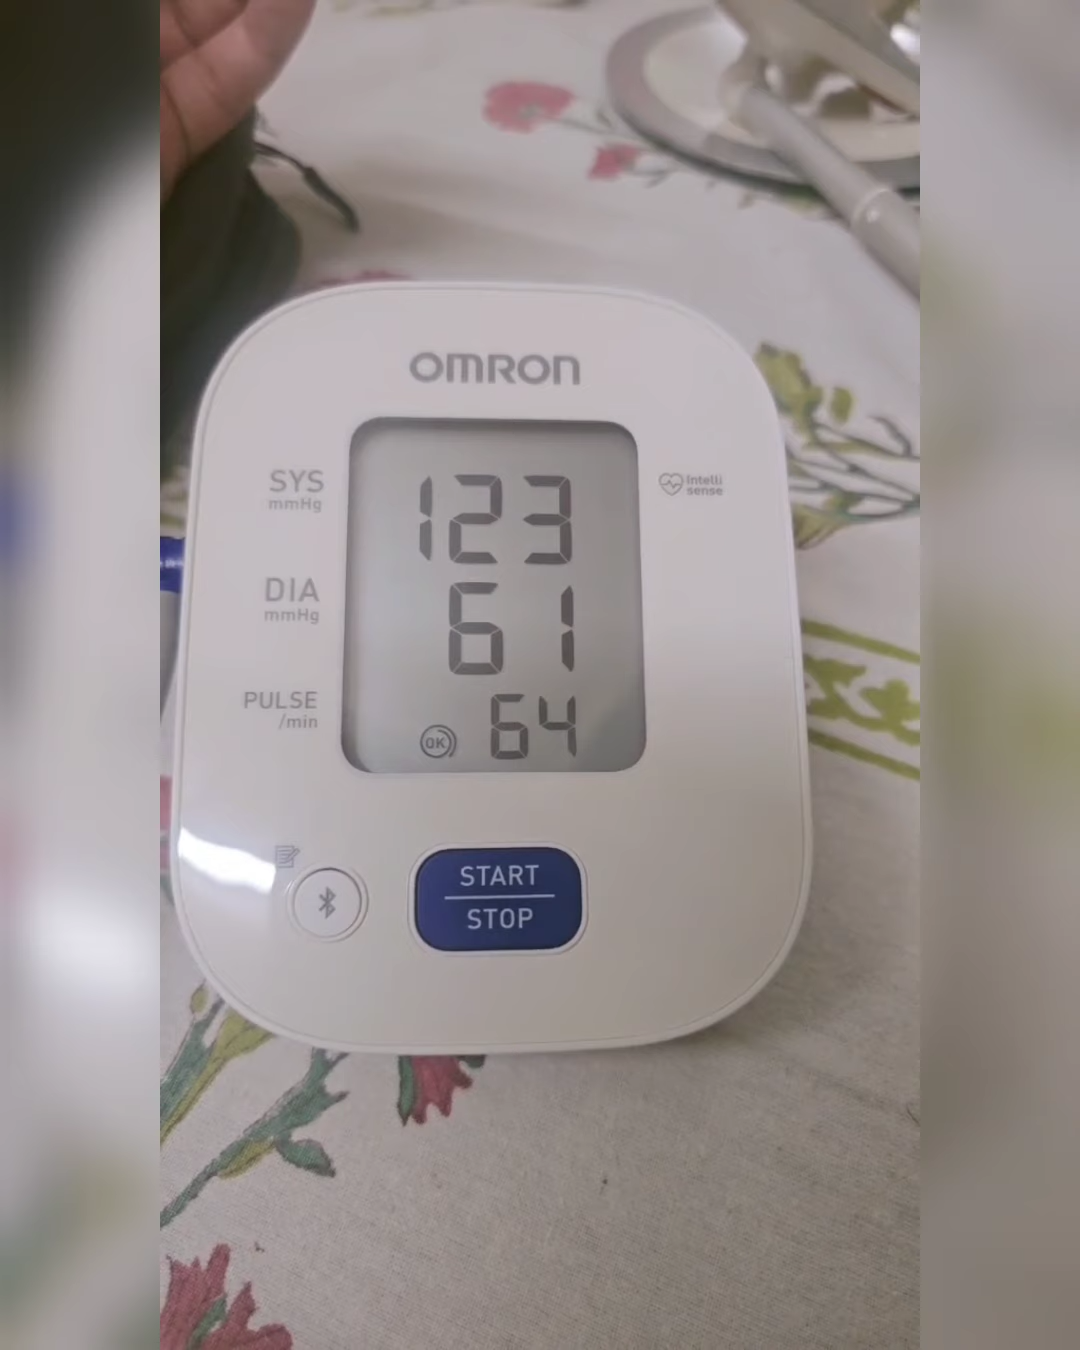 OMRON
SYS
mmHg
123
Intelli
sense
DIA
mmHg
61
PULSE
/min
OK
64
START
STOP